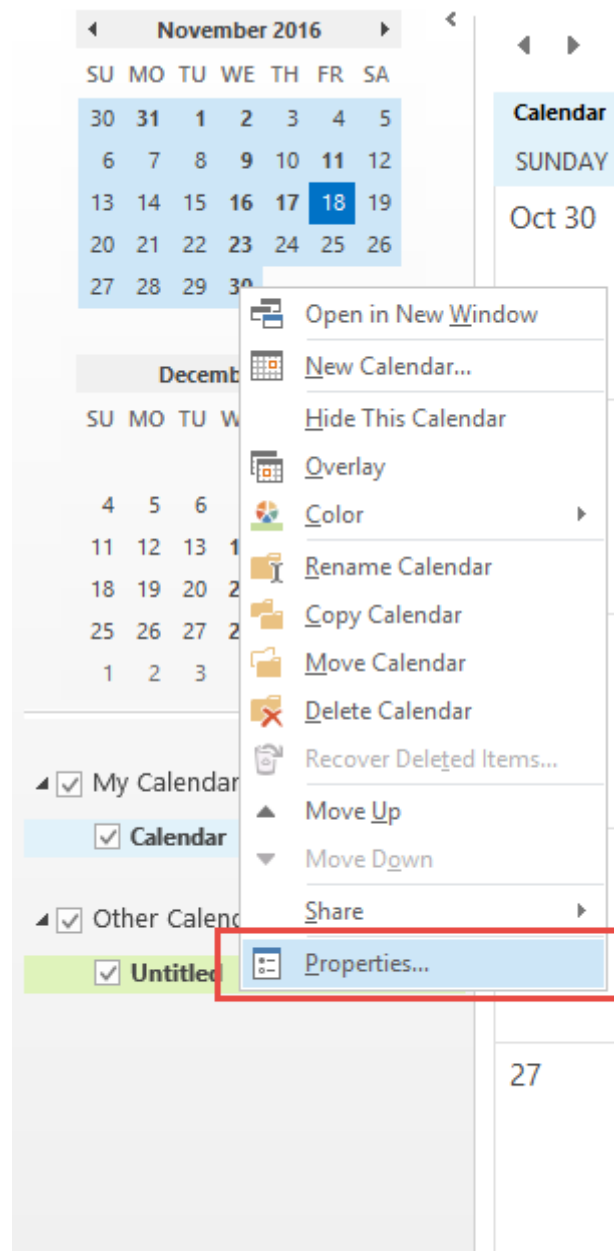 November 2016
SU MO TU WE TH FR SA
30 31 1 2 3 4 5
6 7 8 9 10 11 12
13 14 15 16 17 18 19
20 21 22 23 24 25 26
27 28 29 30
Calendar
SUNDAY
Oct 30
Open in New Window
New Calendar...
Hide This Calendar
Overlay
Color
Rename Calendar
Copy Calendar
Move Calendar
Delete Calendar
Recover Deleted Items...
Move Up
Move Down
Share
Properties...
SU MO TU
4 5 6
11 12 13
18 19 20
25 26 27
1 2 3
My Calendar
Calendar
Other
Untitled
27